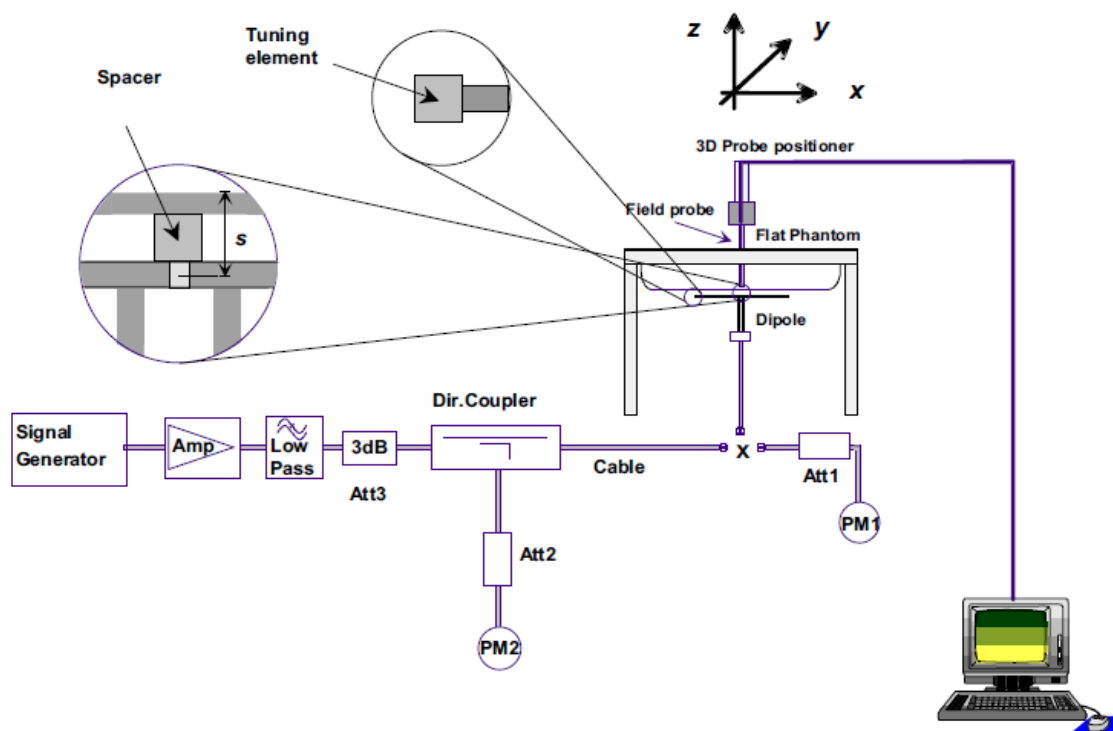 Tuning
element
Spacer
z
y
x
3D Probe positioner
Field probe
Flat Phantom
s
Dipole
Dir.Coupler
Signal
Generator
Amp
Low
Pass
3dB
Att3
Cable
X
Att1
PM1
Att2
PM2